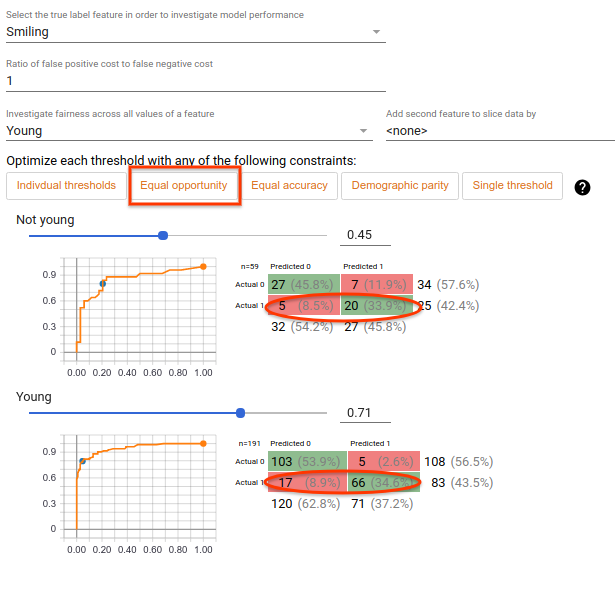 Select the true label feature in order to investigate model performance
Smiling
Ratio of false positive cost to false negative cost
1
Investigate fairness across all values of a feature
Add second feature to slice data by
Young
<none>
Optimize each threshold with any of the following constraints:
Indivdual thresholds
Equal opportunity
Equal accuracy
Demographic parity
Single threshold
?
Not young
0.45
n=59 Predicted 0 Predicted 1
Actual 0 27 (45.8%) 7 (11.9%) 34 (57.6%)
Actual 1 5 (8.5%) 20 (33.9%) 25 (42.4%)
32 (54.2%) 27 (45.8%)
0.9
0.6
0.3
0
0.00 0.20 0.40 0.60 0.80 1.00
Young
0.71
n=191 Predicted 0 Predicted 1
Actual 0 103 (53.9%) 5 (2.6%) 108 (56.5%)
Actual 1 17 (8.9%) 66 (34.6%) 83 (43.5%)
120 (62.8%) 71 (37.2%)
0.9
0.6
0.3
0
0.00 0.20 0.40 0.60 0.80 1.00